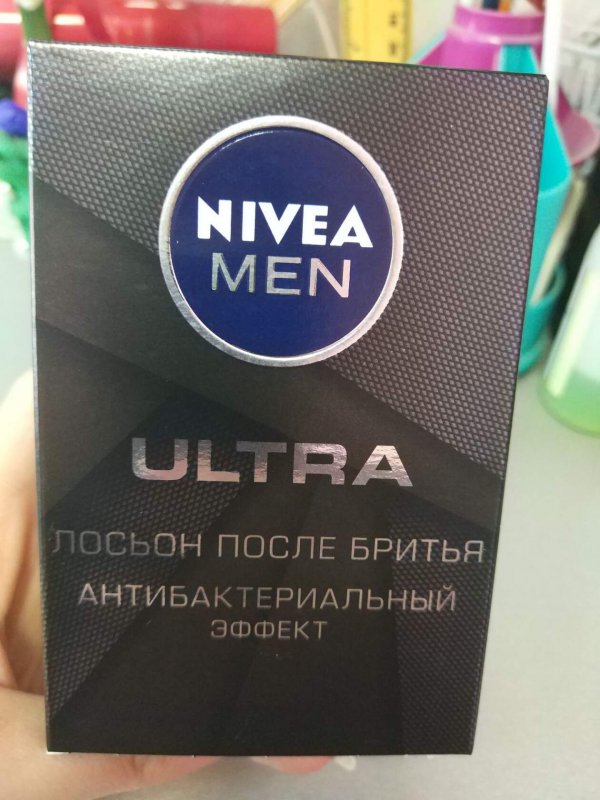 NIVEA
MEN
ULTRA
ЛОСЬОН ПОСЛЕ БРИТЬЯ
АНТИБАКТЕРИАЛЬНЫЙ
ЭФФЕКТ